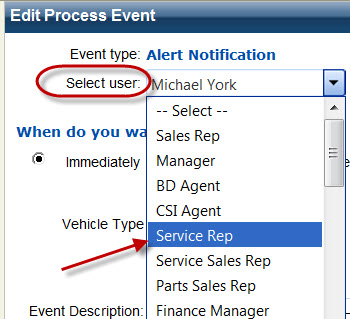 Edit Process Event
Event type: Alert Notification
Select user: Michael York
-- Select --
Sales Rep
When do you wa
Manager
Immediately
BD Agent
CSI Agent
Vehicle Type
Service Rep
Service Sales Rep
Parts Sales Rep
Event Description:
Finance Manager